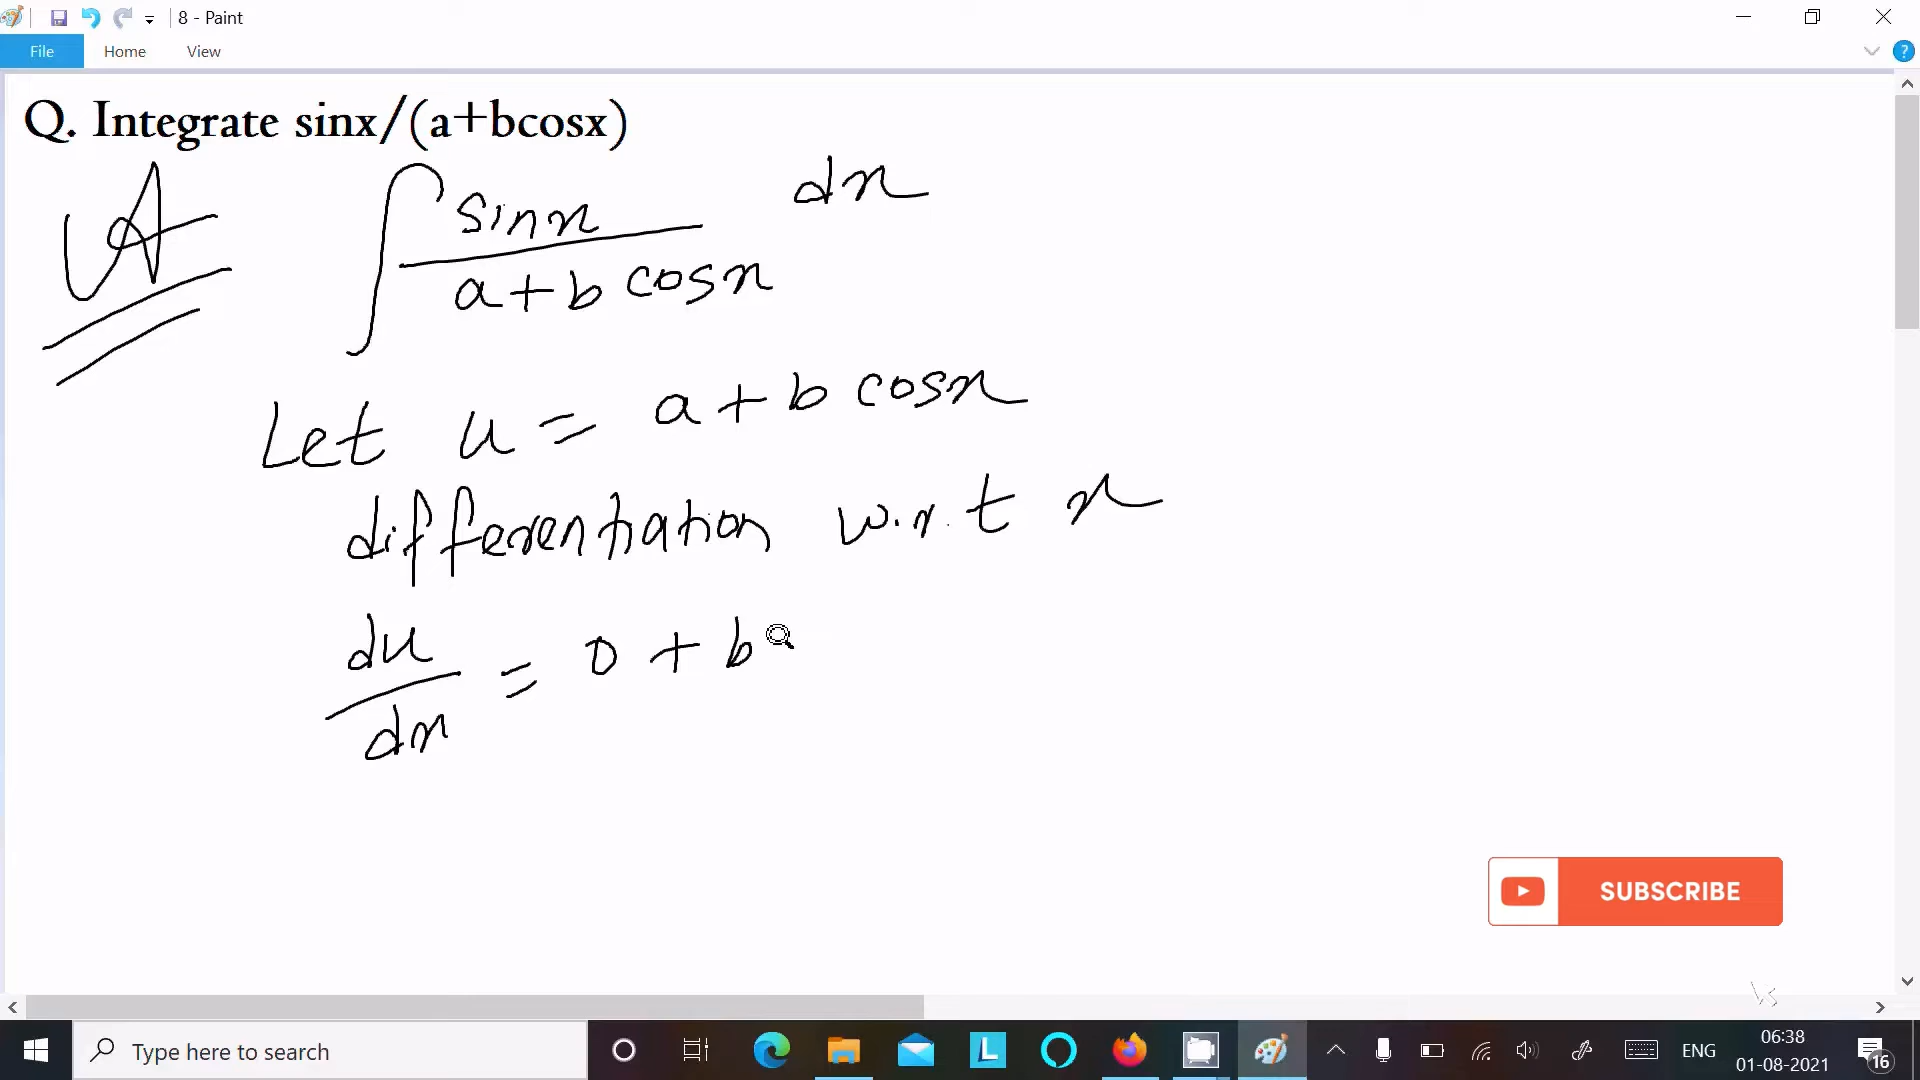 8 - Paint
File Home View
Q. Integrate sinx/(a+bcosx)
A ∫ sinx / a+b cosx dx
Let u = a + b cosx
differentiation w.r.t x
du/dx = 0 + b
SUBSCRIBE
Type here to search
L
ENG
06:38
01-08-2021
16